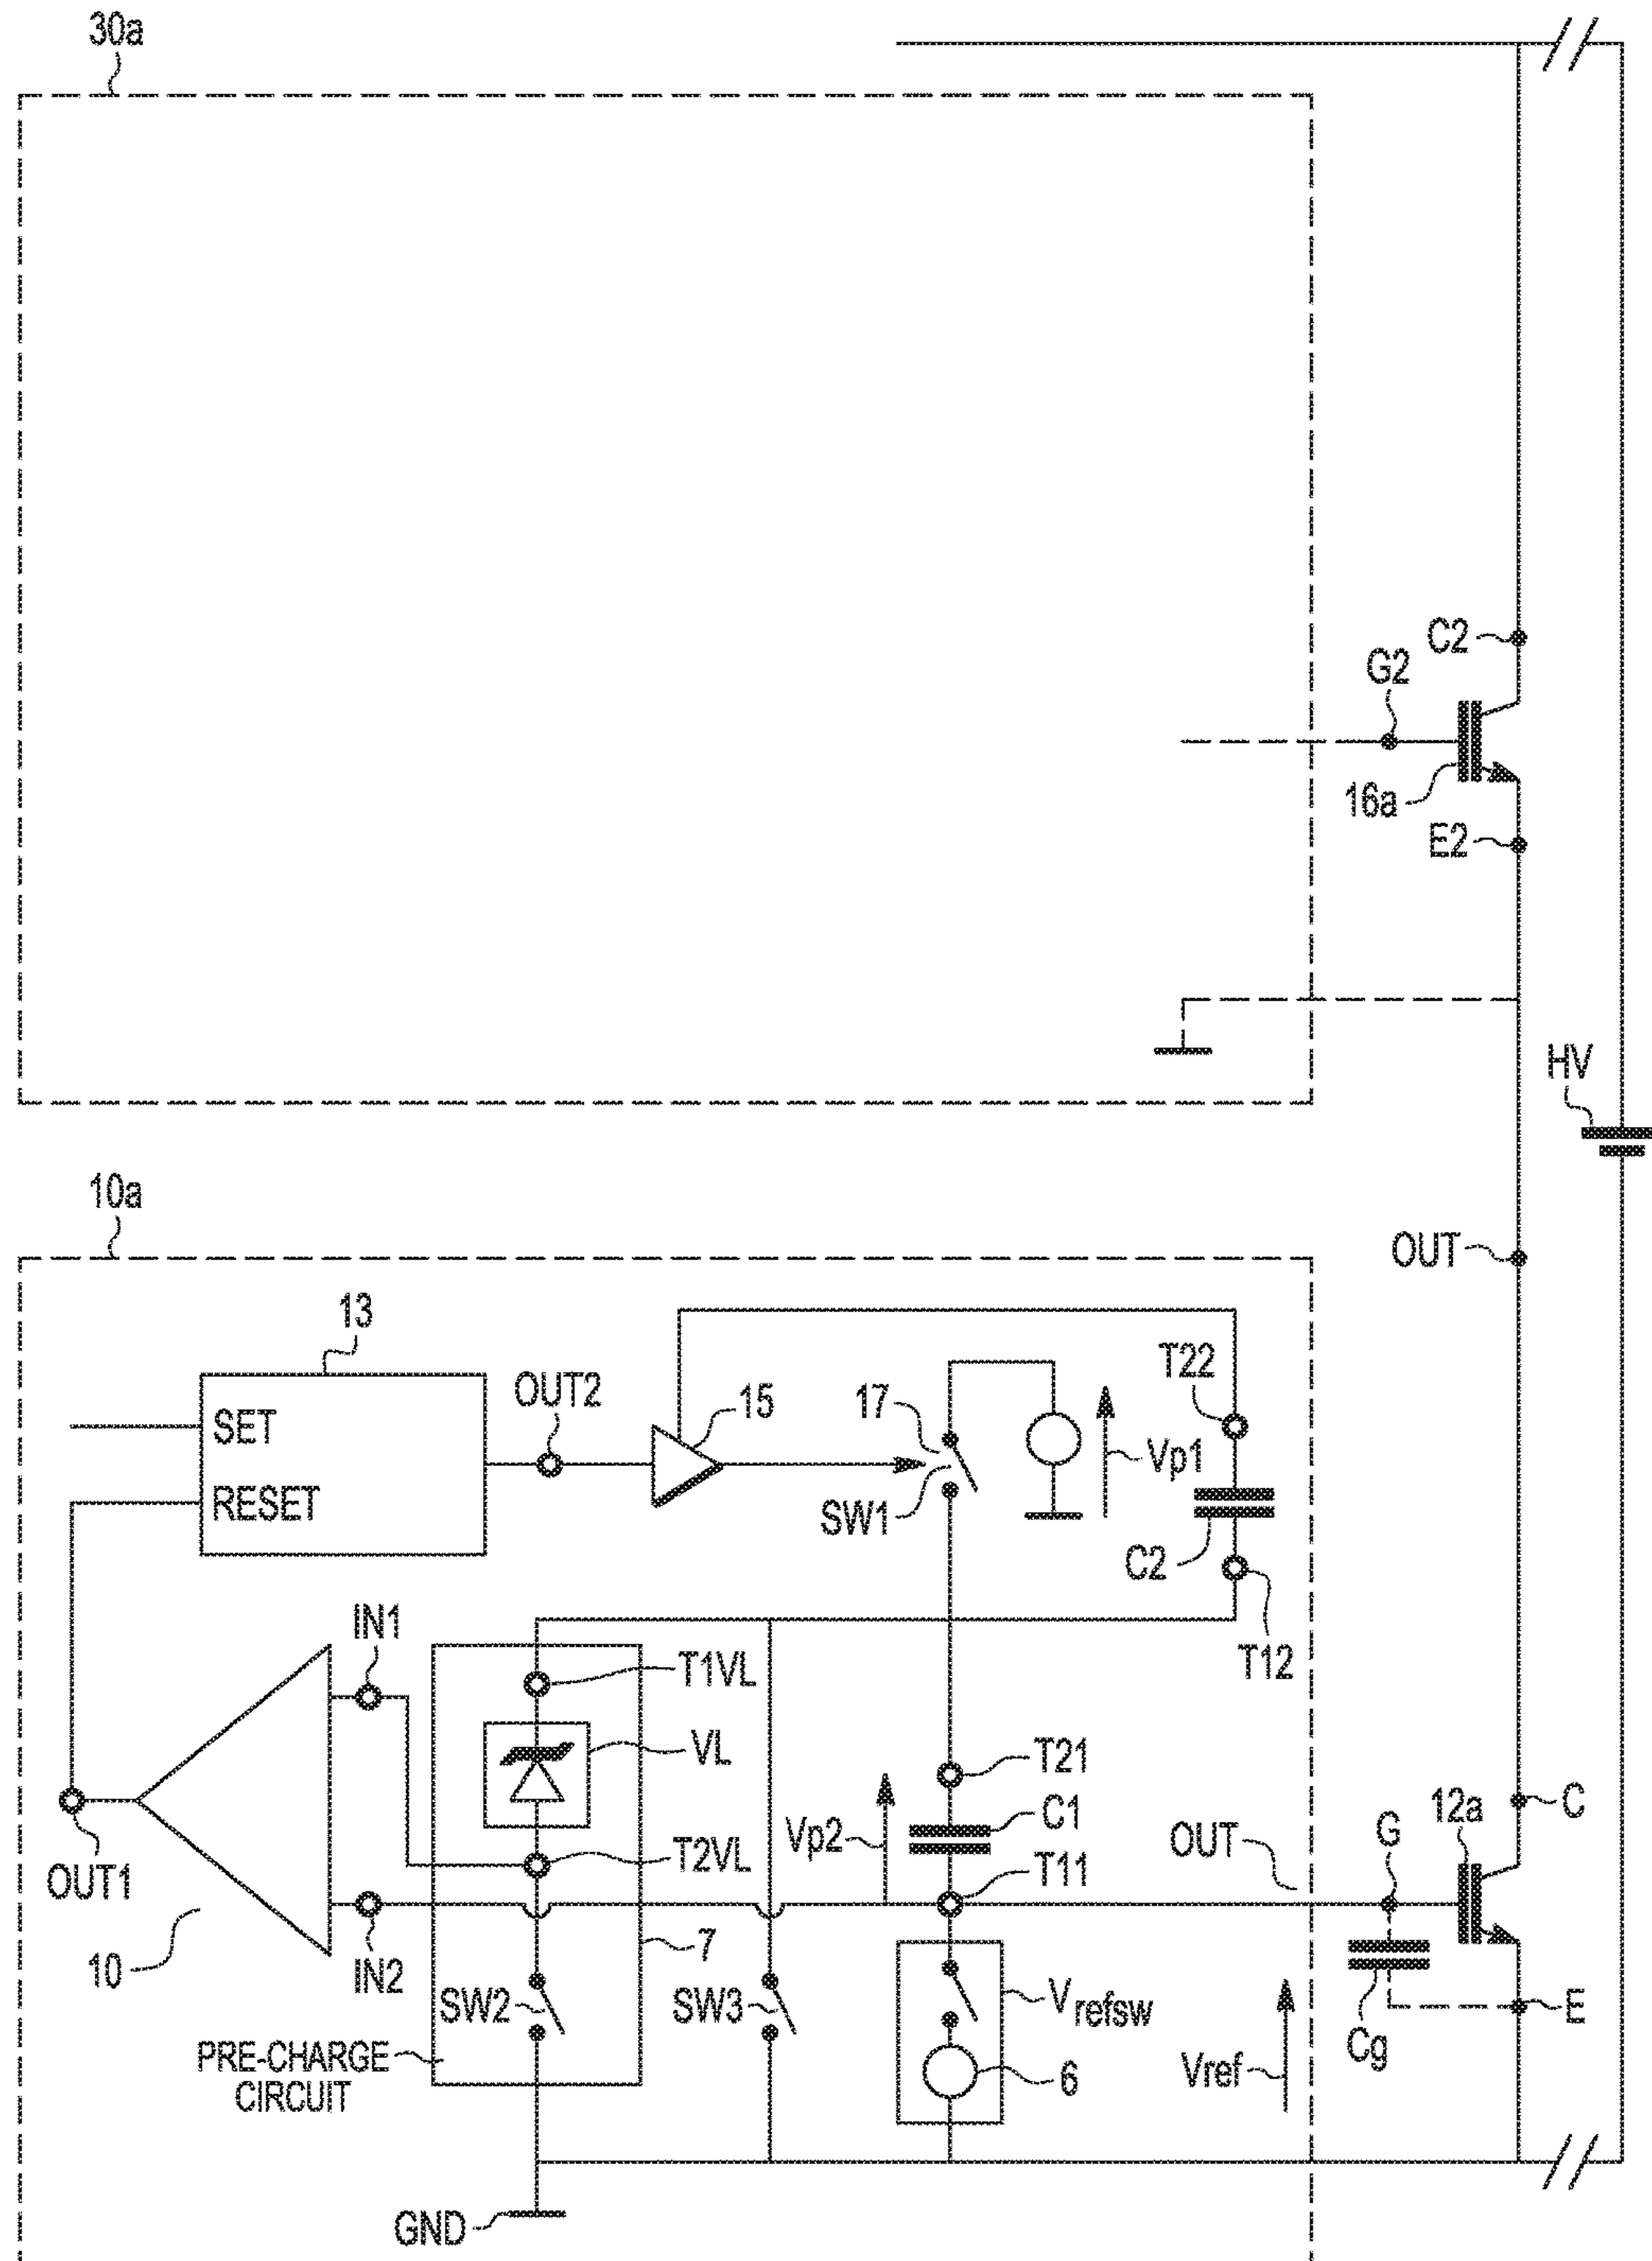 30a
C2
G2
16a
E2
HV
10a
OUT
13
SET
RESET
OUT2
15
17
SW1
Vp1
T22
C2
T12
IN1
T1VL
VL
T2VL
T21
C1
Vp2
T11
OUT
G
12a
C
OUT1
10
IN2
7
SW2
SW3
Vrefsw
6
Vref
Cg
E
PRE-CHARGE
CIRCUIT
GND